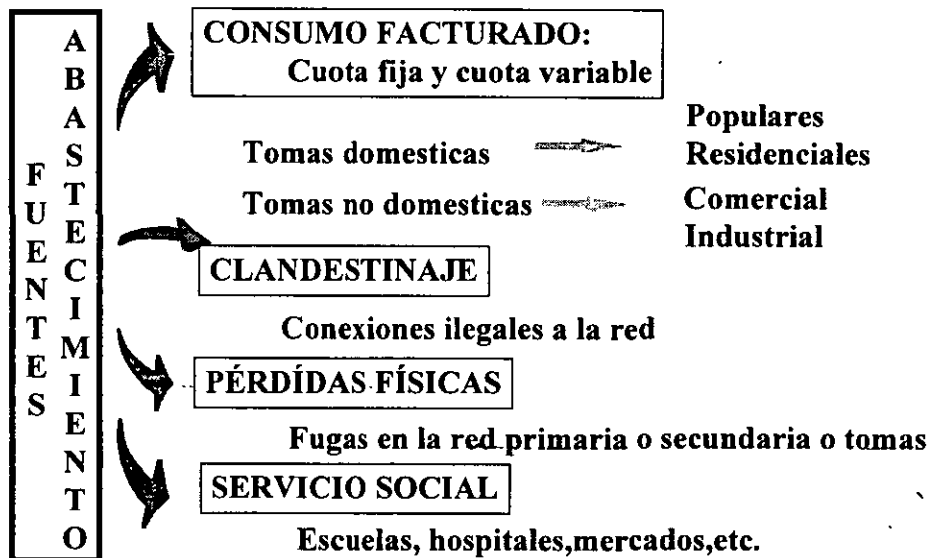 FUENTES
ABASTECIMIENTO
CONSUMO FACTURADO:
Cuota fija y cuota variable
Tomas domesticas
Populares
Residenciales
Tomas no domesticas
Comercial
Industrial
CLANDESTINAJE
Conexiones ilegales a la red
PÉRDÍDAS FÍSICAS
Fugas en la red primaria o secundaria o tomas
SERVICIO SOCIAL
Escuelas, hospitales,mercados,etc.